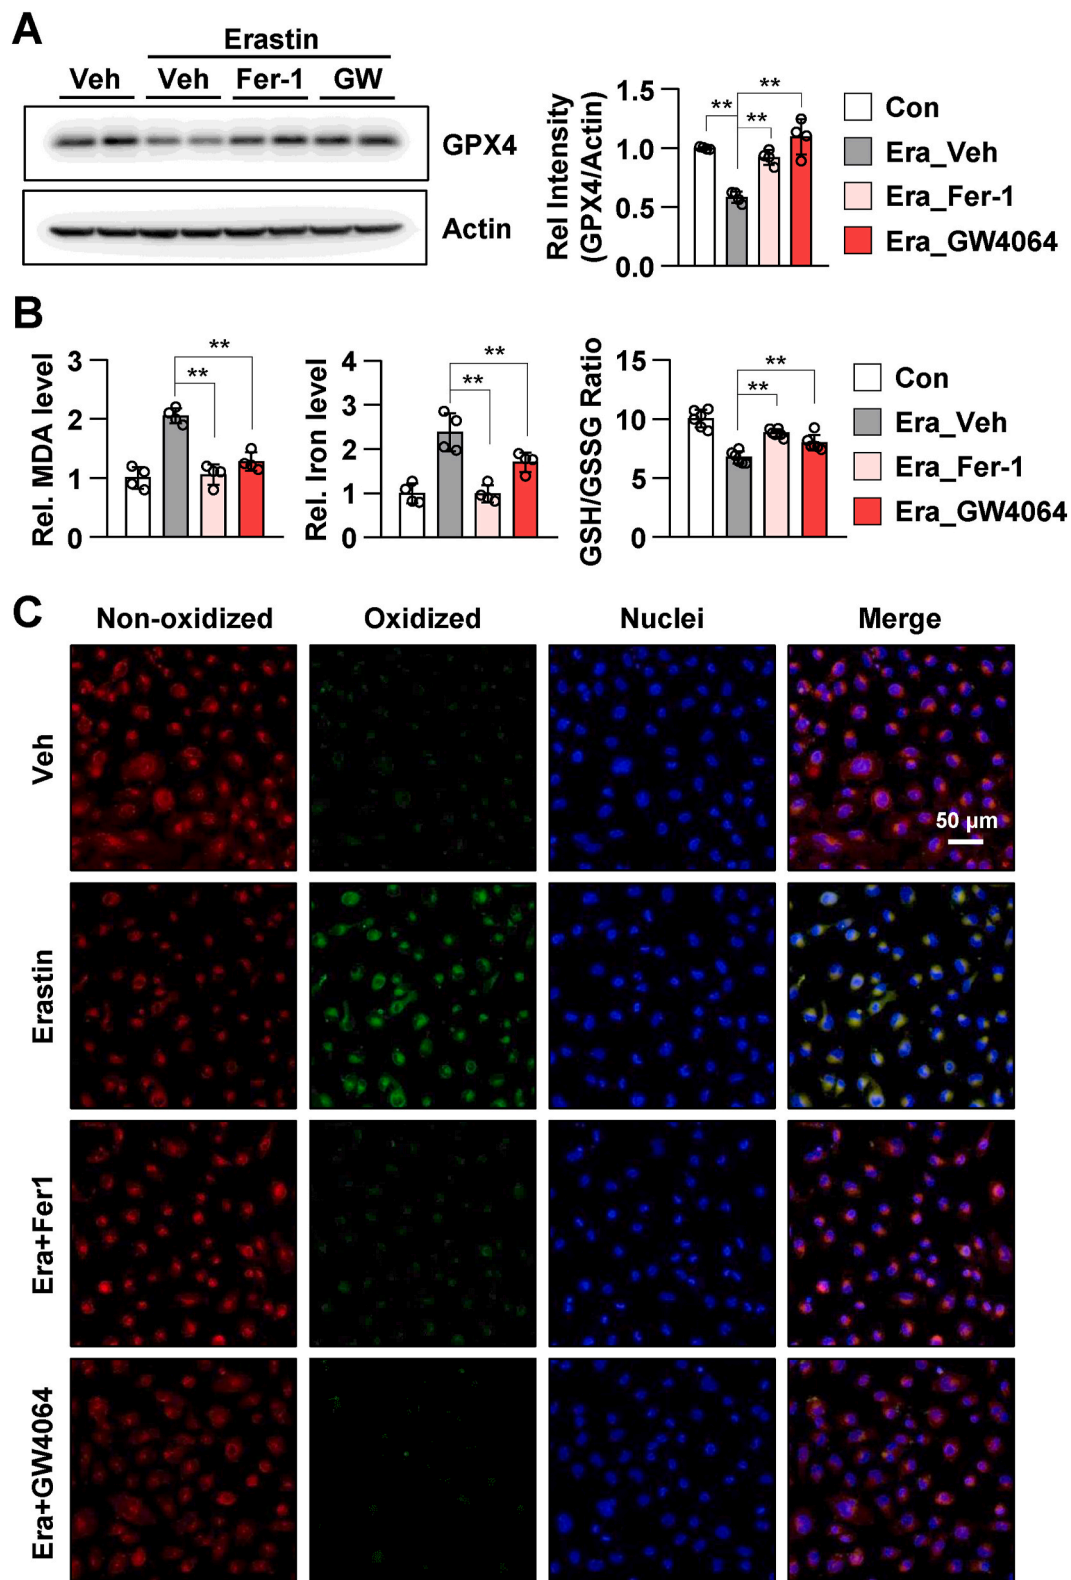 A
Erastin
Veh Veh Fer-1 GW
GPX4
Actin
Rel Intensity
(GPX4/Actin)
1.5
1.0
0.5
0.0
** ** **
Con
Era_Veh
Era_Fer-1
Era_GW4064
B
Rel. MDA level
3
2
1
0
**
**
Rel. Iron level
4
3
2
1
0
**
**
GSH/GSSG Ratio
15
10
5
0
**
**
Con
Era_Veh
Era_Fer-1
Era_GW4064
C
Non-oxidized Oxidized Nuclei Merge
Veh
50 μm
Erastin
Era+Fer1
Era+GW4064